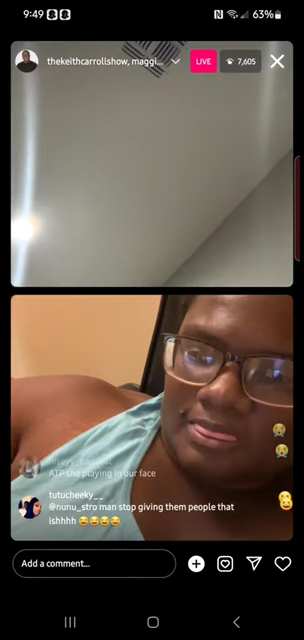 9:49
63%
thekeithcarrollshow, maggi...
LIVE
7,605
ATP she playing in our face
tutucheeky__
@nunu_stro man stop giving them people that
ishhhh 😂😂😂😂
Add a comment...